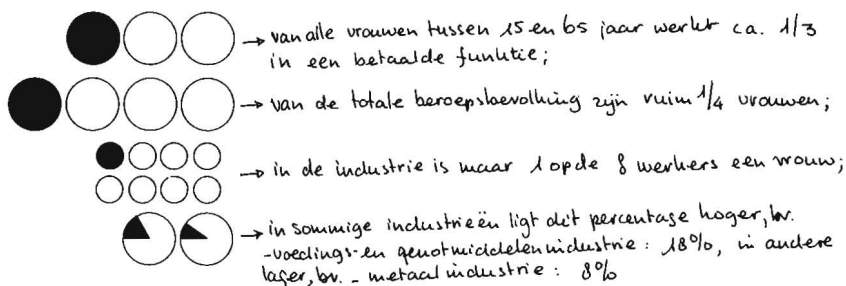 → van alle vrouwen tussen 15 en 65 jaar werkt ca. 1/3
in een betaalde funktie;
→ van de totale beroepsbevolking zijn ruim 1/4 vrouwen;
→ in de industrie is maar 1 op de 8 werkers een vrouw;
→ in sommige industrieën ligt dit percentage hoger, bv.
-voedings- en genotmiddelenindustrie: 18%, in andere
lager, bv. - metaalindustrie: 8%